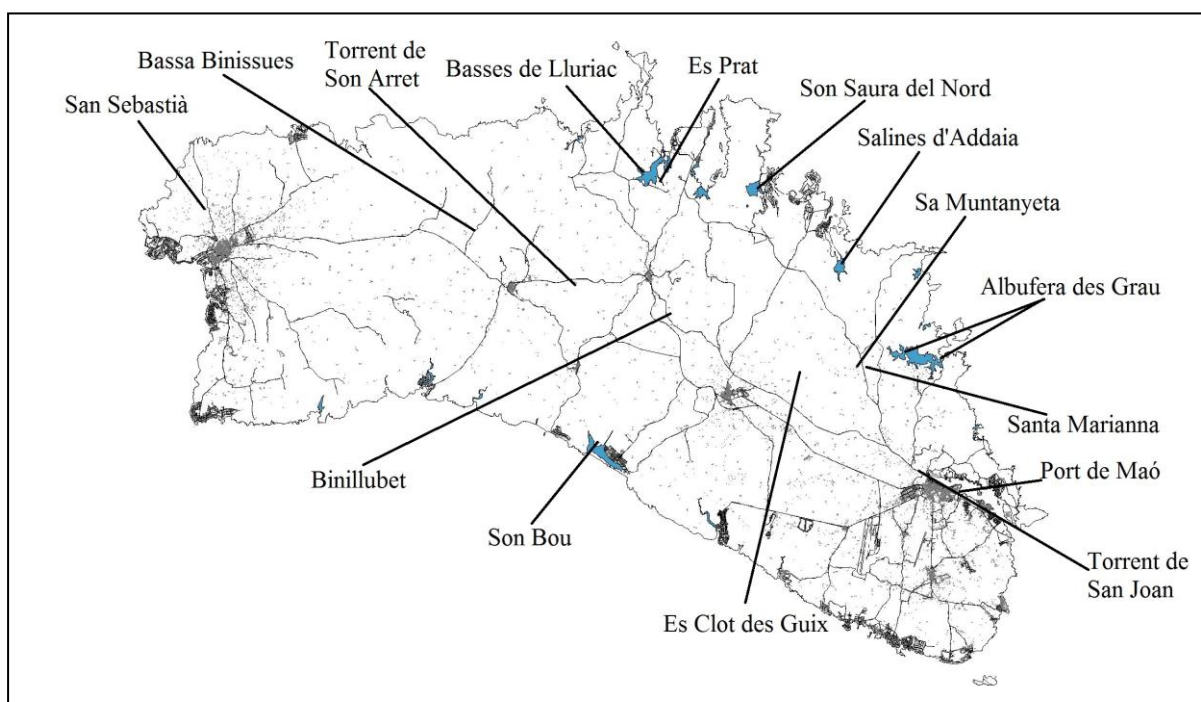 Torrent de
Son Arret
Bassa Binissues
Basses de Lluriac
Es Prat
Son Saura del Nord
San Sebastià
Salines d'Addaia
Sa Muntanyeta
Albufera des Grau
Santa Marianna
Port de Maó
Binillubet
Son Bou
Torrent de
San Joan
Es Clot des Guix